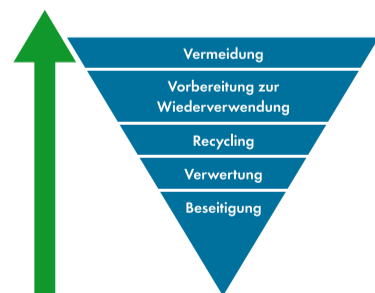 Vermeidung
Vorbereitung zur
Wiederverwendung
Recycling
Verwertung
Beseitigung